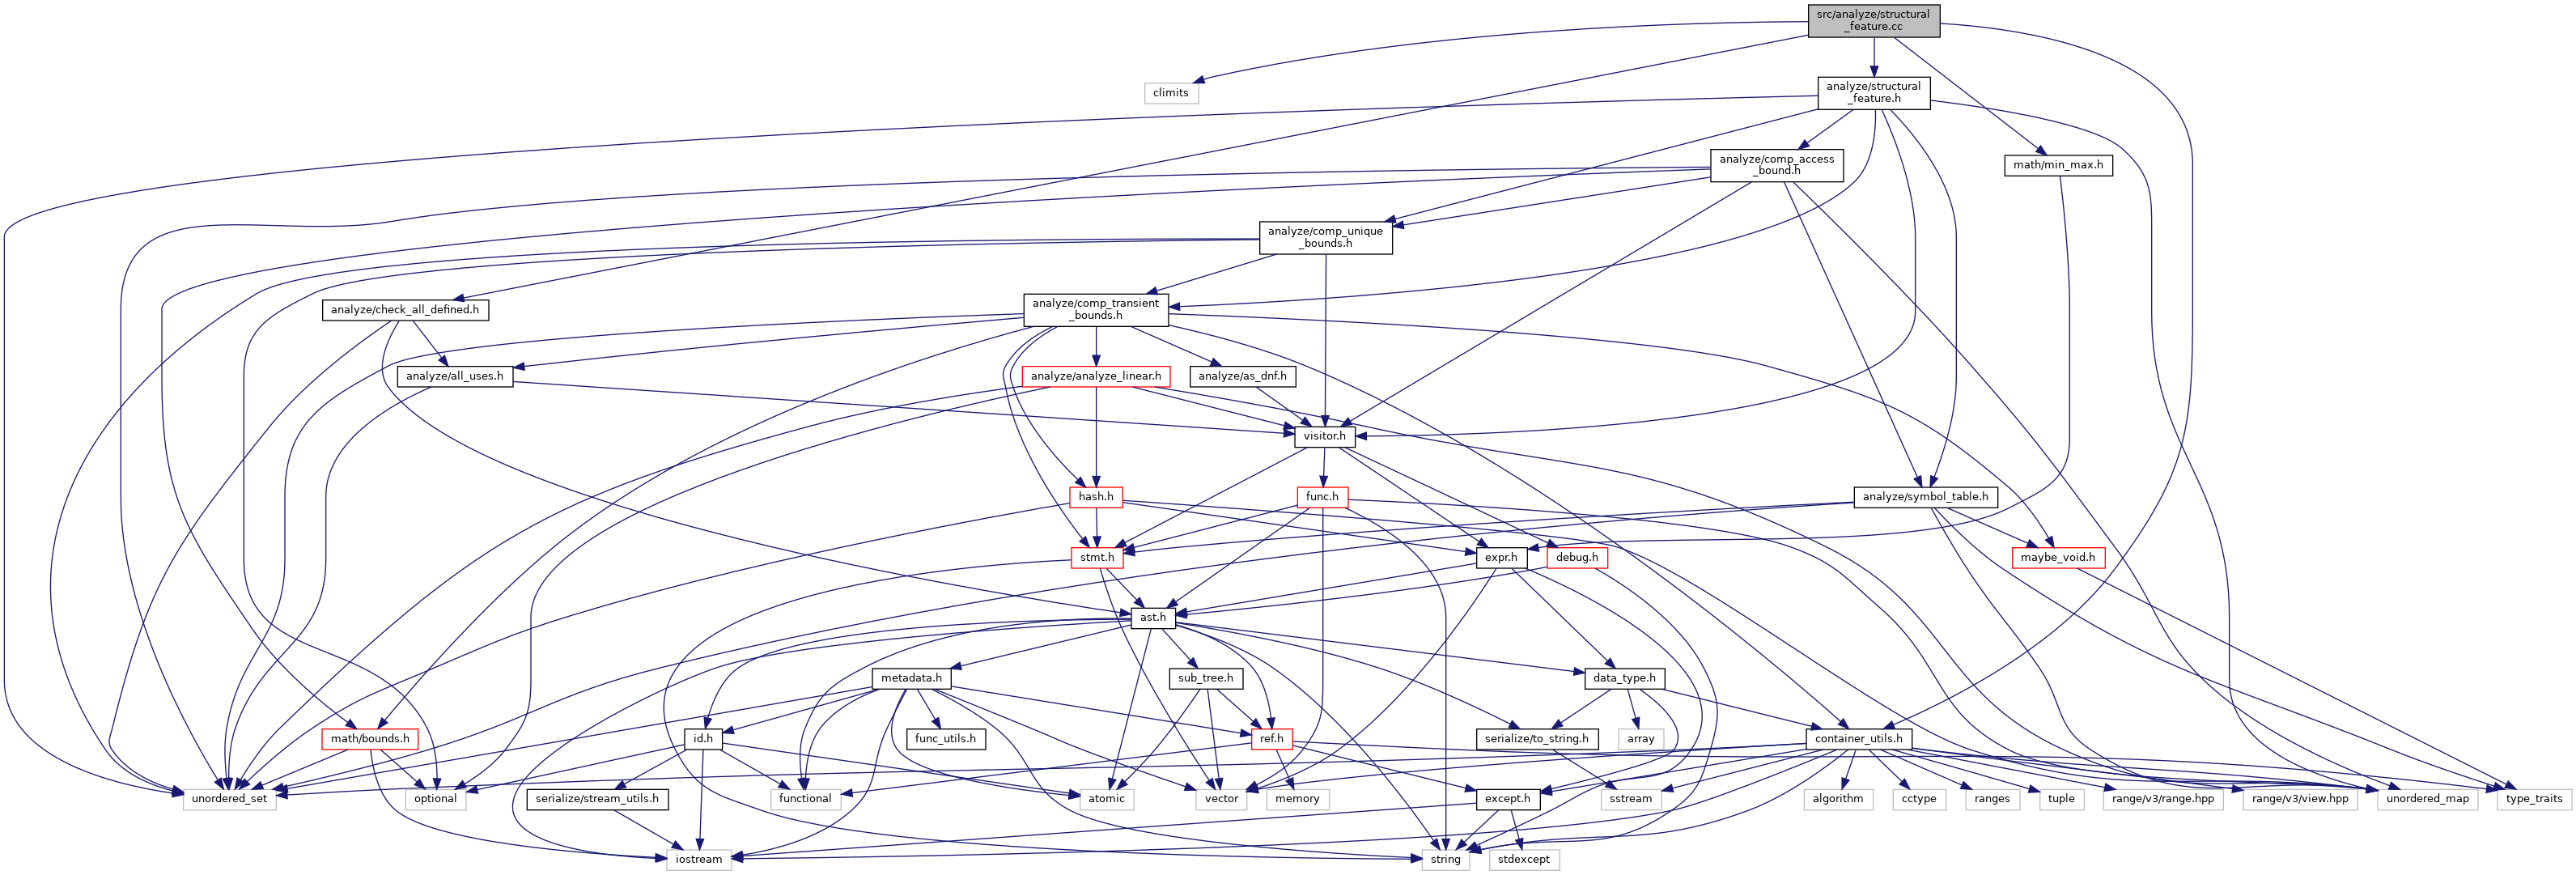 src/analyze/structural
_feature.cc
climits
analyze/structural
_feature.h
analyze/comp_access
_bound.h
math/min_max.h
analyze/comp_unique
_bounds.h
analyze/check_all_defined.h
analyze/comp_transient
_bounds.h
analyze/all_uses.h
analyze/analyze_linear.h
analyze/as_dnf.h
visitor.h
hash.h
func.h
analyze/symbol_table.h
stmt.h
expr.h
debug.h
maybe_void.h
ast.h
metadata.h
sub_tree.h
data_type.h
math/bounds.h
id.h
func_utils.h
ref.h
serialize/to_string.h
array
container_utils.h
unordered_set
optional
serialize/stream_utils.h
functional
atomic
vector
memory
except.h
sstream
algorithm
cctype
ranges
tuple
range/v3/range.hpp
range/v3/view.hpp
unordered_map
type_traits
iostream
string
stdexcept